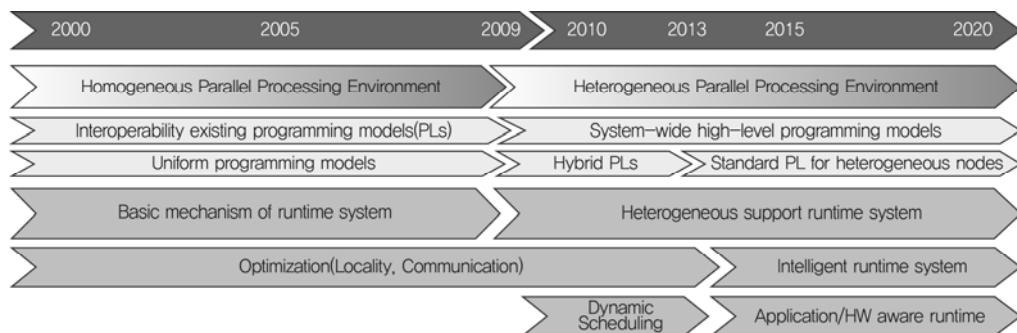 2000 2005 2009 2010 2013 2015 2020
Homogeneous Parallel Processing Environment Heterogeneous Parallel Processing Environment
Interoperability existing programming models(PLs) System-wide high-level programming models
Uniform programming models Hybrid PLs Standard PL for heterogeneous nodes
Basic mechanism of runtime system Heterogeneous support runtime system
Optimization(Locality, Communication) Intelligent runtime system
Dynamic
Scheduling Application/HW aware runtime